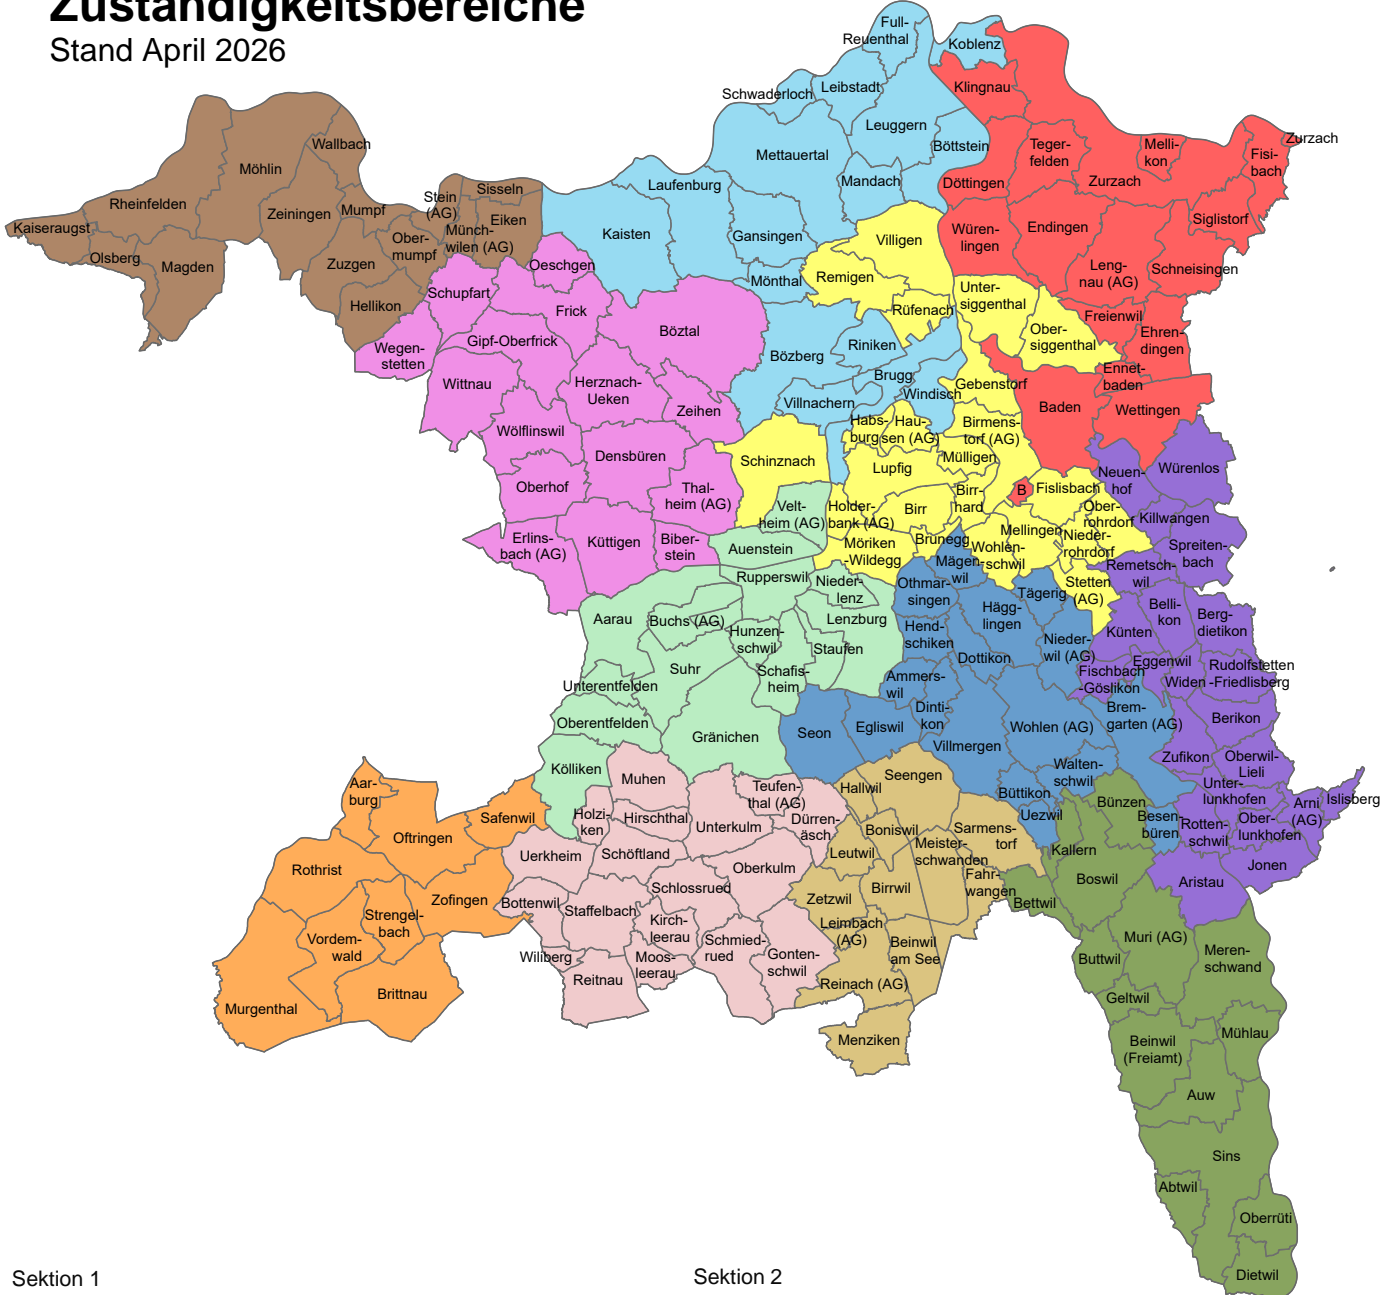 Zuständigkeitsbereiche
Stand April 2026
Full-
Reuenthal
Koblenz
Klingnau
Leibstadt
Schwaderloch
Leuggern
Böttstein
Mettauertal
Mandach
Zurzach
Melli-
kon
Teger-
felden
Fisi-
bach
Zurzach
Döttingen
Siglistorf
Wallbach
Möhlin
Rheinfelden
Kaiseraugst
Olsberg
Magden
Zeiningen
Mumpf
Stein
(AG)
Sisseln
Eiken
Münch-
wilen (AG)
Ober-
mumpf
Zuzgen
Hellikon
Laufenburg
Kaisten
Gansingen
Mönthal
Villigen
Remigen
Rüfenach
Würen-
lingen
Endingen
Leng-
nau (AG)
Schneisingen
Unter-
siggenthal
Ober-
siggenthal
Freienwil
Ehren-
dingen
Ennet-
baden
Wettingen
Baden
Oeschgen
Schupfart
Frick
Gipf-Oberfrick
Wegen-
stetten
Wittnau
Böztal
Herznach-
Ueken
Zeihen
Wölflinswil
Densbüren
Oberhof
Thal-
heim (AG)
Erlins-
bach (AG)
Küttigen
Biber-
stein
Bözberg
Riniken
Brugg
Windisch
Villnachern
Gebenstorf
Habs-
burg
Hau-
sen (AG)
Birmens-
torf (AG)
Mülligen
Schinznach
Lupfig
Birr-
hard
Birr
B
Fislisbach
Velt-
heim (AG)
Holder-
bank (AG)
Auenstein
Möriken
-Wildegg
Brunegg
Wohlen-
schwil
Mellingen
Ober-
rohrdorf
Nieder-
rohrdorf
Stetten
(AG)
Neuen-
hof
Würenlos
Killwangen
Spreiten-
bach
Remetsch-
wil
Belli-
kon
Berg-
dietikon
Künten
Rupperswil
Nieder-
lenz
Aarau
Buchs (AG)
Hunzen-
schwil
Lenzburg
Staufen
Suhr
Schafis-
heim
Unterentfelden
Oberentfelden
Gränichen
Kölliken
Othmar-
singen
Mägen-
wil
Tägerig
Hägg-
lingen
Hend-
schiken
Dottikon
Nieder-
wil (AG)
Ammers-
wil
Dinti-
kon
Seon
Egliswil
Villmergen
Wohlen (AG)
Fischbach
-Göslikon
Eggenwil
Widen
Rudolfstetten
-Friedlisberg
Brem-
garten (AG)
Berikon
Zufikon
Oberwil-
Lieli
Walten-
schwil
Büttikon
Uezwil
Unter-
lunkhofen
Arni
(AG)
Islisberg
Besen-
büren
Rotten-
schwil
Ober-
lunkhofen
Jonen
Aristau
Bünzen
Kallern
Boswil
Bettwil
Muri (AG)
Buttwil
Meren-
schwand
Geltwil
Beinwil
(Freiamt)
Mühlau
Auw
Sins
Abtwil
Oberrüti
Dietwil
Muhen
Teufen-
thal (AG)
Holzi-
ken
Hirschthal
Unterkulm
Dürren-
äsch
Uerkheim
Schöftland
Oberkulm
Bottenwil
Staffelbach
Schlossrued
Kirch-
leerau
Wiliberg
Moos-
leerau
Schmied-
rued
Gonten-
schwil
Reitnau
Hallwil
Seengen
Boniswil
Sarmens-
torf
Leutwil
Meister-
schwanden
Fahr-
wangen
Birrwil
Zetzwil
Leimbach
(AG)
Beinwil
am See
Reinach (AG)
Menziken
Aar-
burg
Oftringen
Safenwil
Rothrist
Zofingen
Strengel-
bach
Vordem-
wald
Brittnau
Murgenthal
Sektion 1
Sektion 2